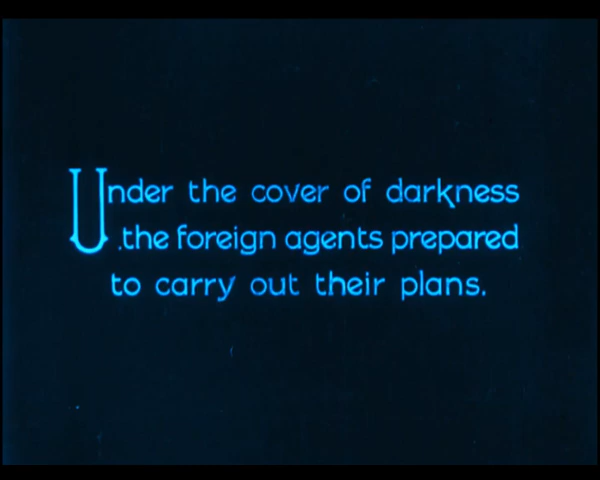 Under the cover of darkness
the foreign agents prepared
to carry out their plans.